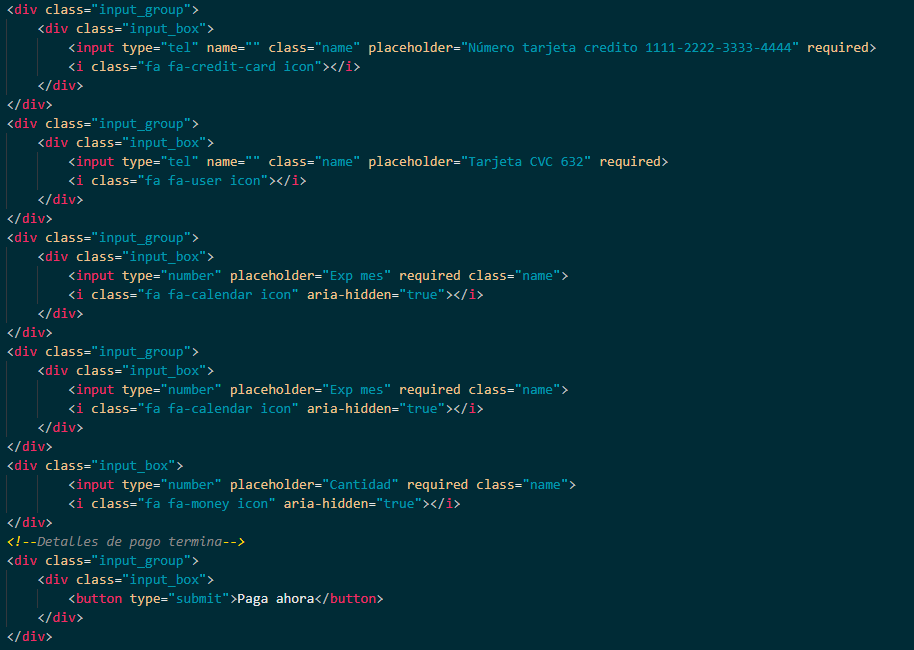 <div class="input_group">
    <div class="input_box">
        <input type="tel" name="" class="name" placeholder="Número tarjeta credito 1111-2222-3333-4444" required>
        <i class="fa fa-credit-card icon"></i>
    </div>
</div>
<div class="input_group">
    <div class="input_box">
        <input type="tel" name="" class="name" placeholder="Tarjeta CVC 632" required>
        <i class="fa fa-user icon"></i>
    </div>
</div>
<div class="input_group">
    <div class="input_box">
        <input type="number" placeholder="Exp mes" required class="name">
        <i class="fa fa-calendar icon" aria-hidden="true"></i>
    </div>
</div>
<div class="input_group">
    <div class="input_box">
        <input type="number" placeholder="Exp mes" required class="name">
        <i class="fa fa-calendar icon" aria-hidden="true"></i>
    </div>
</div>
<div class="input_box">
        <input type="number" placeholder="Cantidad" required class="name">
        <i class="fa fa-money icon" aria-hidden="true"></i>
</div>
<!--Detalles de pago termina-->
<div class="input_group">
    <div class="input_box">
        <button type="submit">Paga ahora</button>
    </div>
</div>